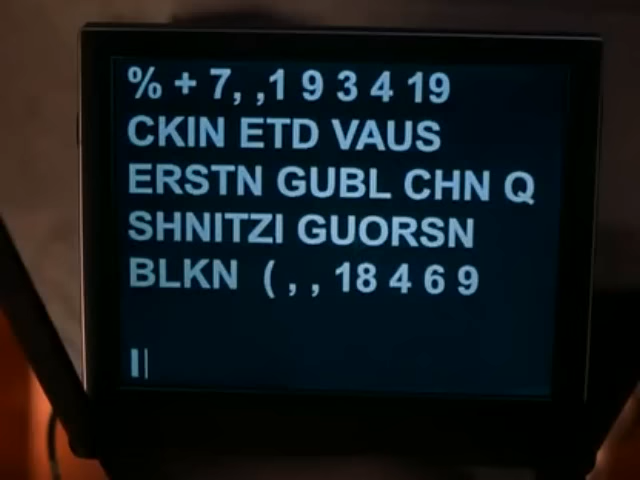 % + 7, ,1 9 3 4 19
CKIN ETD VAUS
ERSTN GUBL CHN Q
SHNITZI GUORSN
BLKN ( , , 18 4 6 9